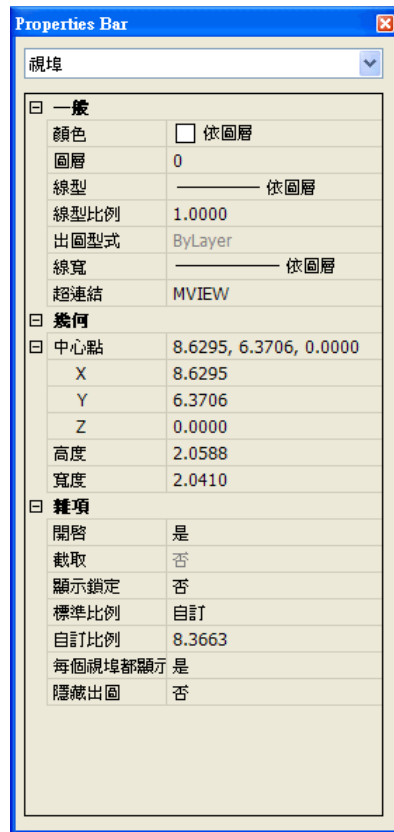 Properties Bar
視埠
一般
顏色 依圖層
圖層 0
線型 依圖層
線型比例 1.0000
出圖型式 ByLayer
線寬 依圖層
超連結 MVIEW
幾何
中心點 8.6295, 6.3706, 0.0000
X 8.6295
Y 6.3706
Z 0.0000
高度 2.0588
寬度 2.0410
雜項
開啓 是
截取 否
顯示鎖定 否
標準比例 自訂
自訂比例 8.3663
每個視埠都顯示 是
隱藏出圖 否